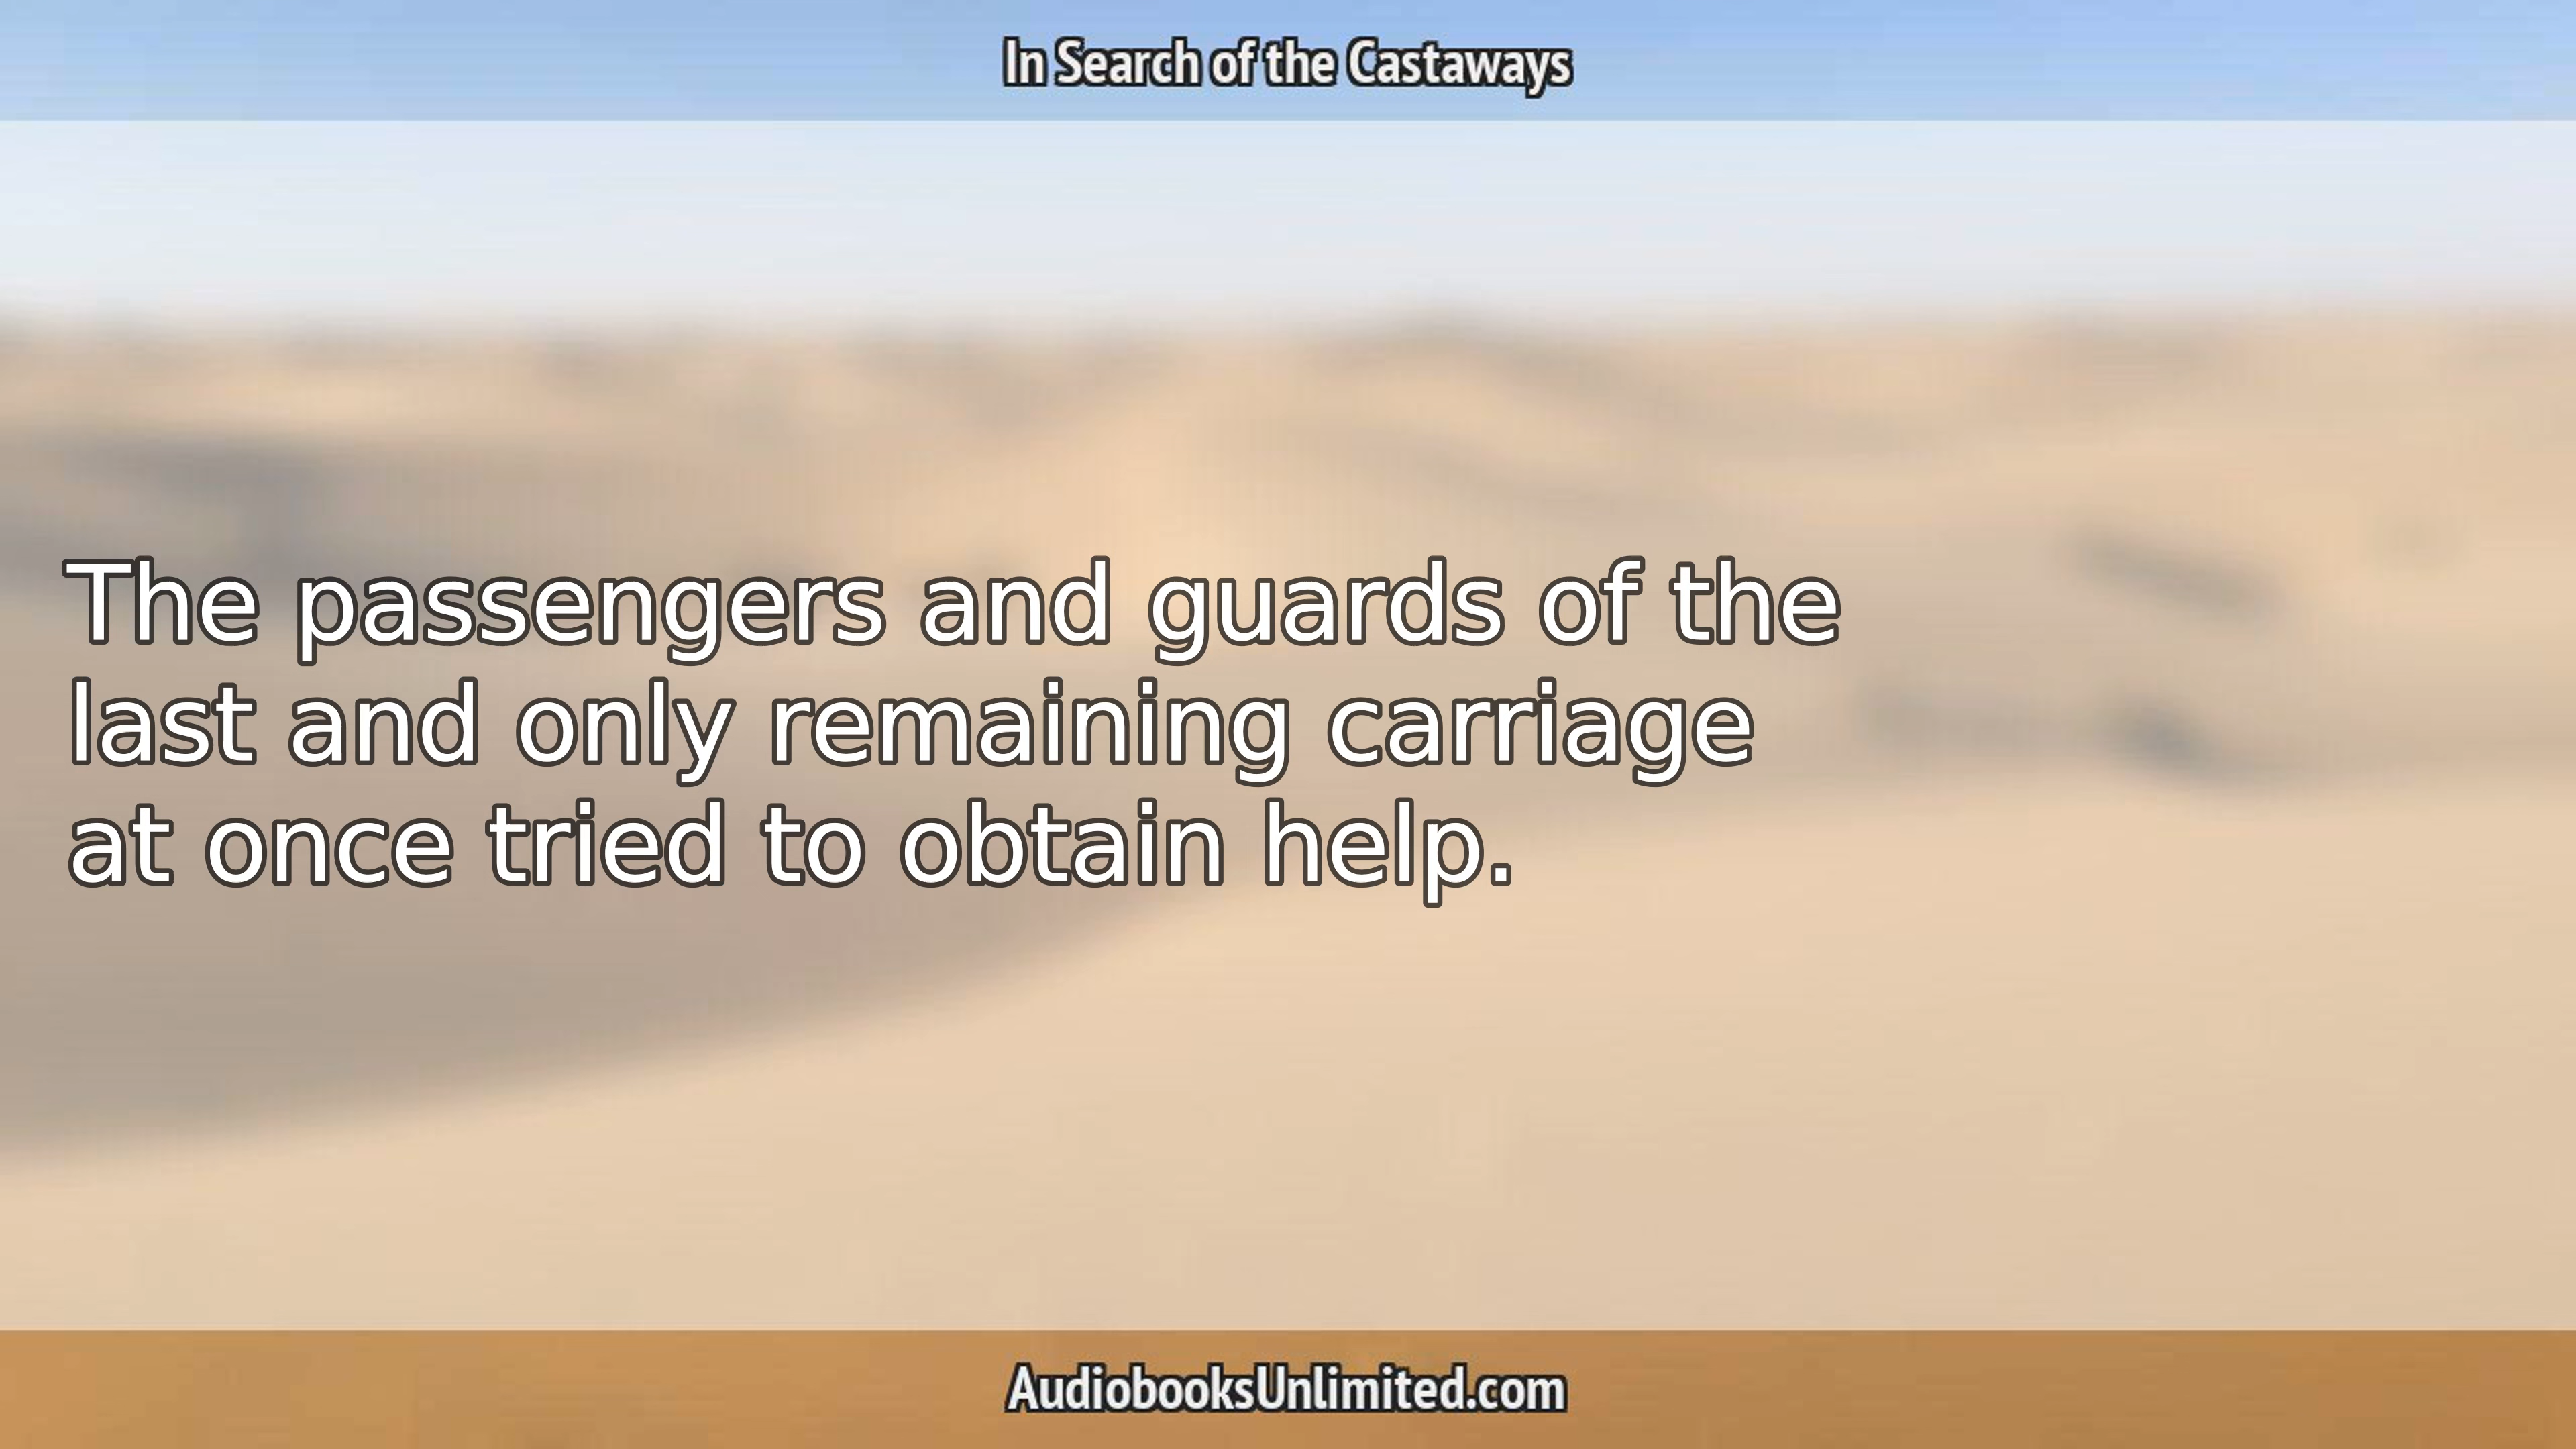 In Search of the Castaways
The passengers and guards of the
last and only remaining carriage
at once tried to obtain help.
AudiobooksUnlimited.com